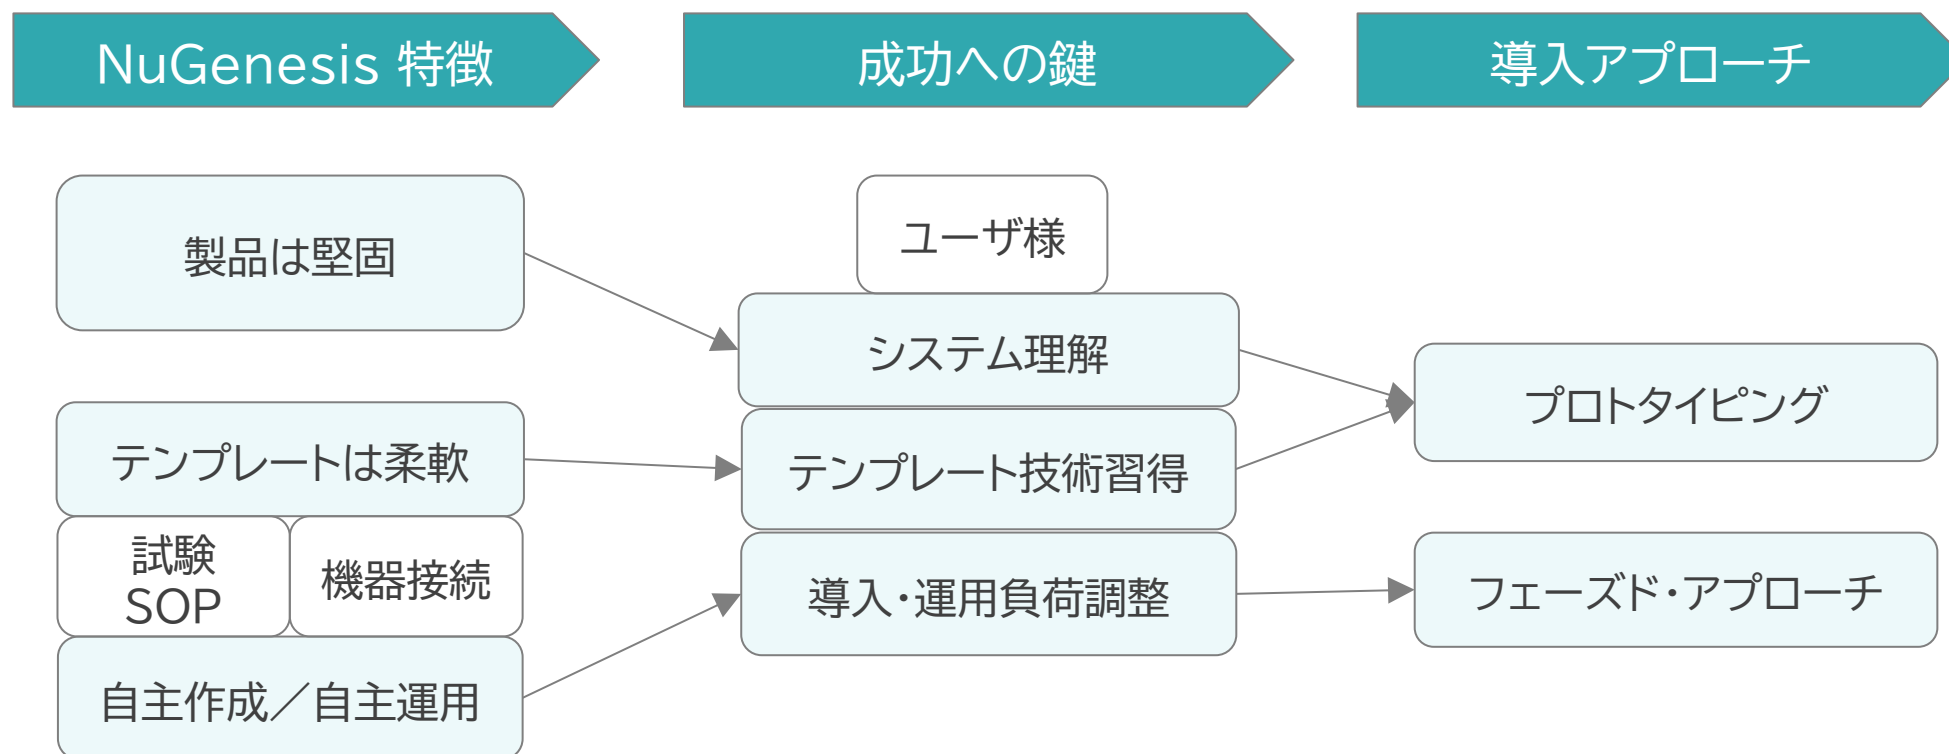 NuGenesis 特徴
成功への鍵
導入アプローチ
製品は堅固
テンプレートは柔軟
試験
SOP
機器接続
自主作成／自主運用
ユーザ様
システム理解
テンプレート技術習得
導入・運用負荷調整
プロトタイピング
フェーズド・アプローチ